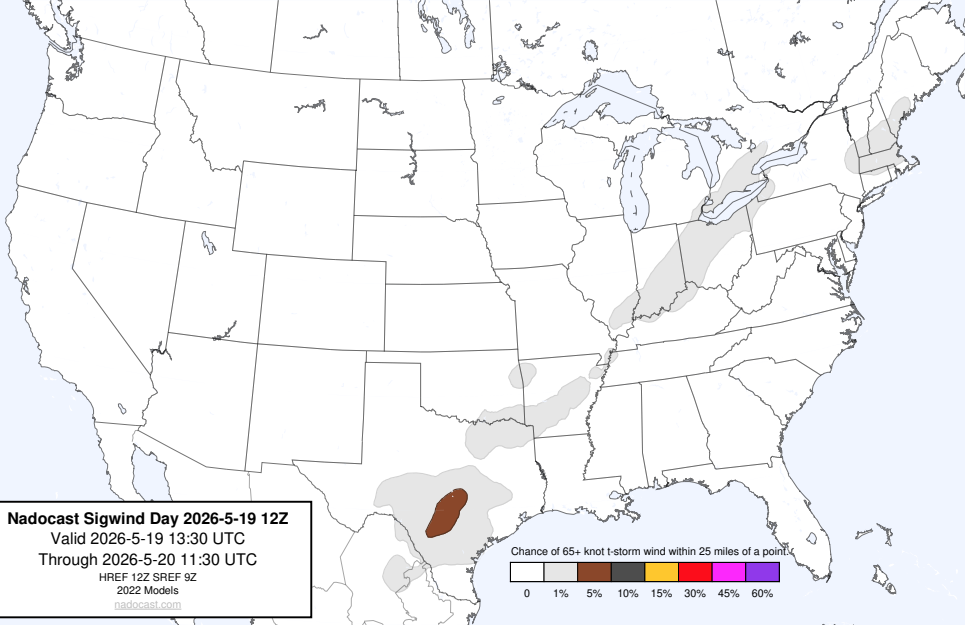 Nadocast Sigwind Day 2026-5-19 12Z
Valid 2026-5-19 13:30 UTC
Through 2026-5-20 11:30 UTC
HREF 12Z SREF 9Z
2022 Models
nadocast.com
Chance of 65+ knot t-storm wind within 25 miles of a point.
0 1% 5% 10% 15% 30% 45% 60%